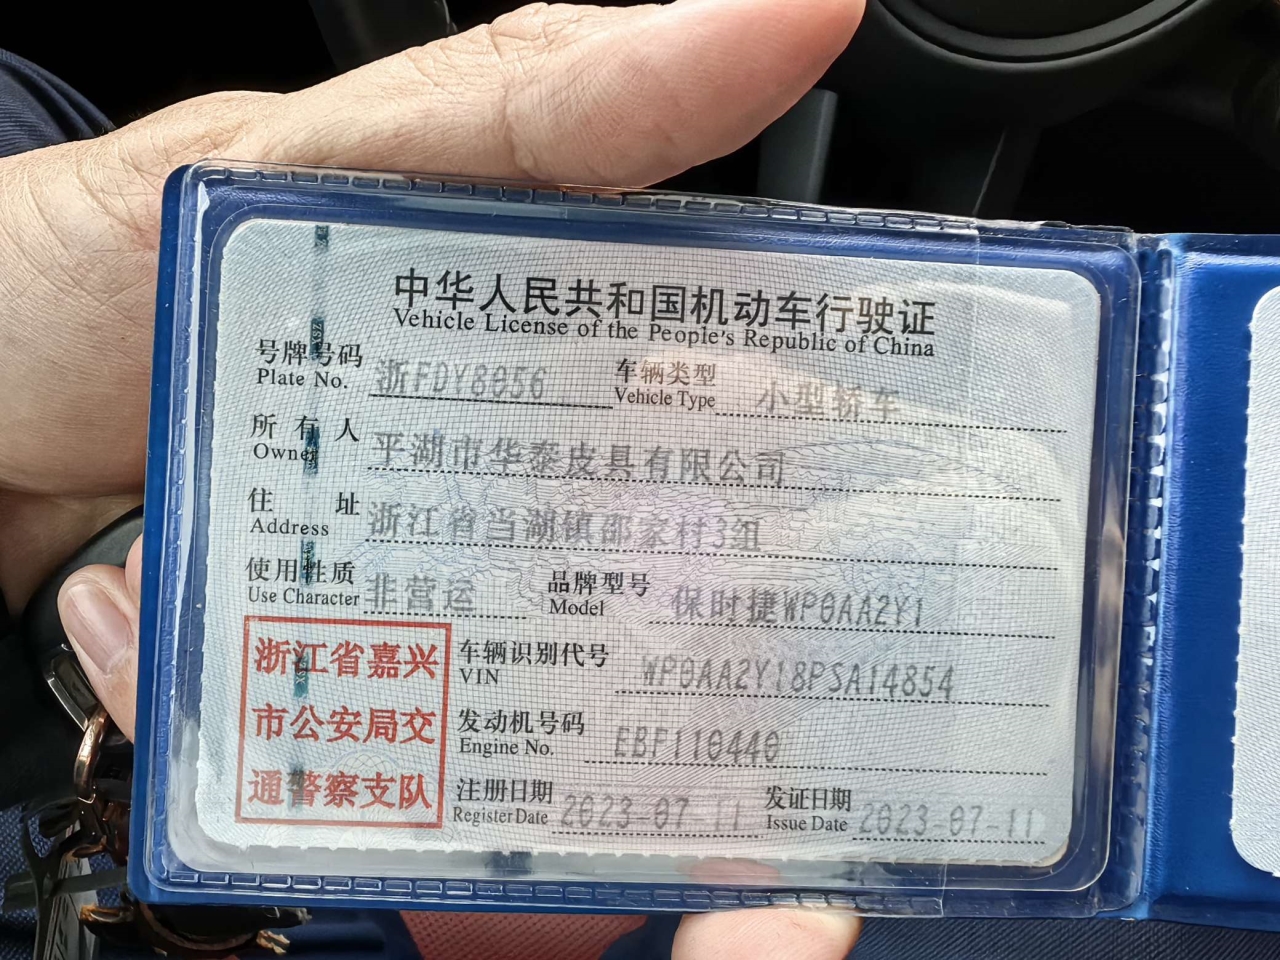 中华人民共和国机动车行驶证
Vehicle License of the People's Republic of China
号牌号码 浙FDY8056 车辆类型 小型轿车
Plate No. Vehicle Type
所有人 平湖市华泰皮具有限公司
Owner
住址 浙江省当湖镇邵家村3组
Address
使用性质 非营运 品牌型号 保时捷WP0AA2Y1
Use Character Model
浙江省嘉兴
市公安局交
通警察支队
车辆识别代号 WP0AA2Y18PSA14854
VIN
发动机号码 EBF110440
Engine No.
注册日期 2023-07-11 发证日期 2023-07-11
Register Date Issue Date